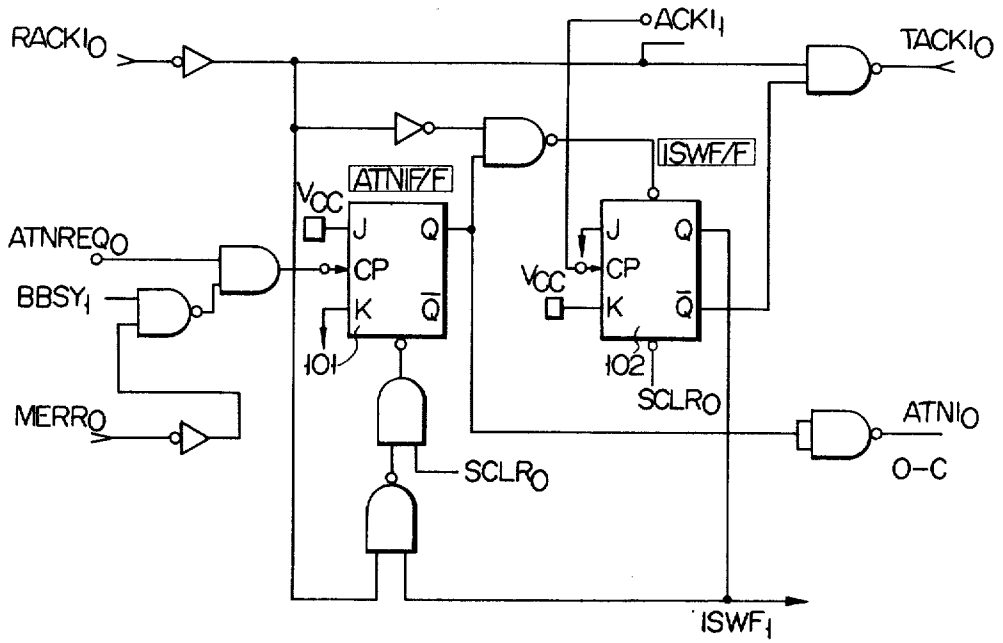 RACKI0
ACKI1
TACKI0
ISWF/F
ATNIF/F
VCC
J
Q
J
Q
ATNREQ0
CP
VCC
CP
BBSY1
K
Q̅
K
Q̅
101
102
SCLR0
MERR0
ATNI0
SCLR0
O-C
ISWF1